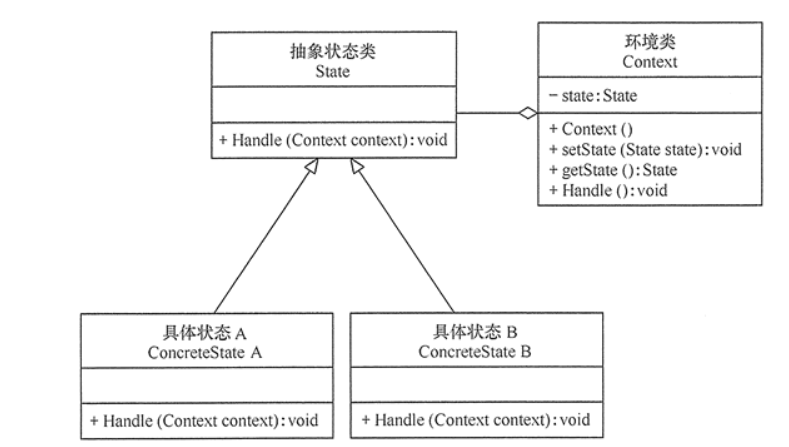 抽象状态类
State
+ Handle (Context context): void
环境类
Context
− state: State
+ Context ()
+ setState (State state): void
+ getState (): State
+ Handle (): void
具体状态 A
ConcreteState A
+ Handle (Context context): void
具体状态 B
ConcreteState B
+ Handle (Context context): void